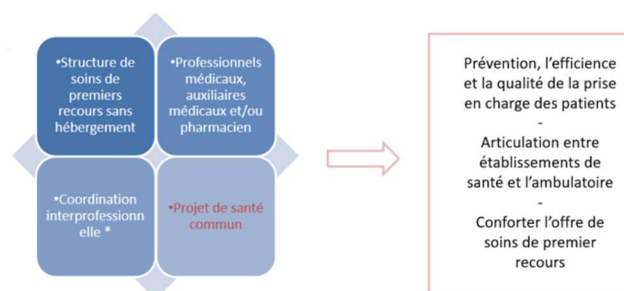 •Structure de
soins de
premiers
recours sans
hébergement
•Professionnels
médicaux,
auxiliaires
médicaux et/ou
pharmacien
•Coordination
interprofessionn
elle *
•Projet de santé
commun
Prévention, l'efficience
et la qualité de la prise
en charge des patients
-
Articulation entre
établissements de
santé et l'ambulatoire
-
Conforter l'offre de
soins de premier
recours